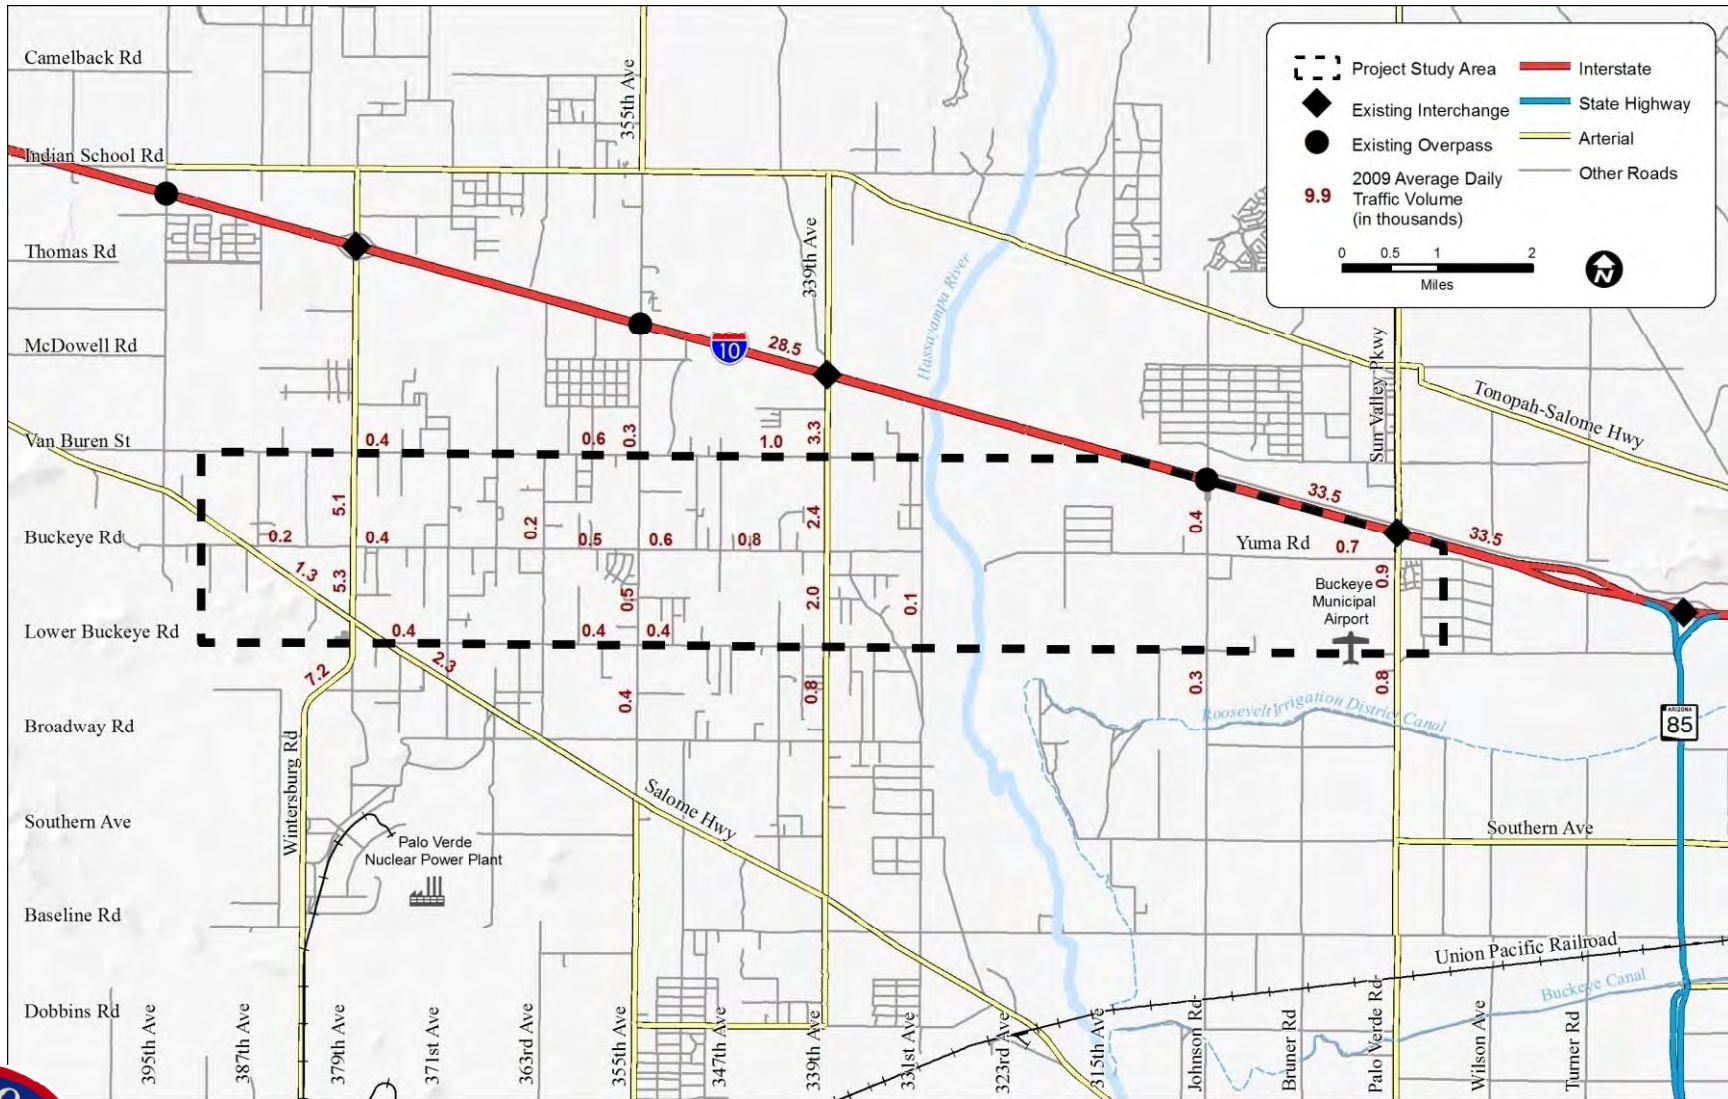 Camelback Rd
Indian School Rd
Thomas Rd
McDowell Rd
Van Buren St
Buckeye Rd
Lower Buckeye Rd
Broadway Rd
Southern Ave
Baseline Rd
Dobbins Rd
355th Ave
339th Ave
Hassayampa River
Sun Valley Pkwy
Tonopah-Salome Hwy
Project Study Area
Existing Interchange
Existing Overpass
9.9
2009 Average Daily
Traffic Volume
(in thousands)
Interstate
State Highway
Arterial
Other Roads
0 0.5 1 2
Miles
N
10
28.5
33.5
33.5
0.4
0.6
0.3
1.0
3.3
5.1
0.2
0.4
0.2
0.5
0.6
0.8
2.4
0.4
Yuma Rd
0.7
0.9
1.3
5.3
0.5
2.0
0.1
Buckeye
Municipal
Airport
0.4
0.4
0.4
7.2
2.3
0.4
0.8
0.3
0.8
Roosevelt Irrigation District Canal
ARIZONA
85
Wintersburg Rd
Salome Hwy
Palo Verde
Nuclear Power Plant
Southern Ave
Union Pacific Railroad
Buckeye Canal
395th Ave
387th Ave
379th Ave
371st Ave
363rd Ave
355th Ave
347th Ave
339th Ave
331st Ave
323rd Ave
315th Ave
Johnson Rd
Bruner Rd
Palo Verde Rd
Wilson Ave
Turner Rd